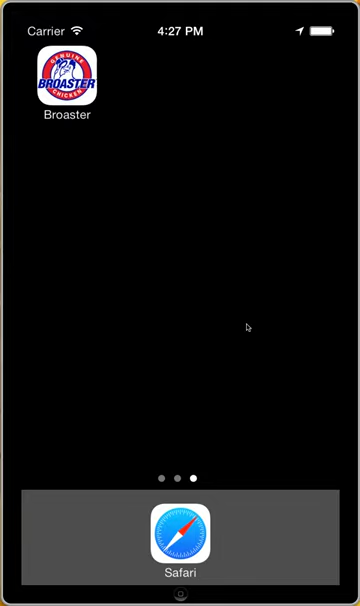 Carrier 4:27 PM
GENUINE
BROASTER
CHICKEN
Broaster
Safari